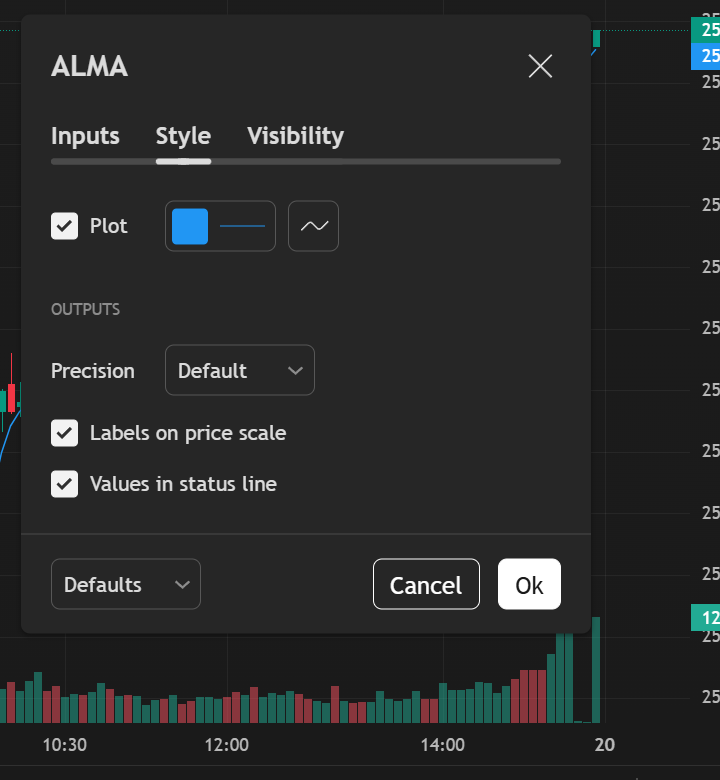 ALMA
Inputs Style Visibility
Plot
OUTPUTS
Precision Default
Labels on price scale
Values in status line
Defaults Cancel Ok
10:30 12:00 14:00 20